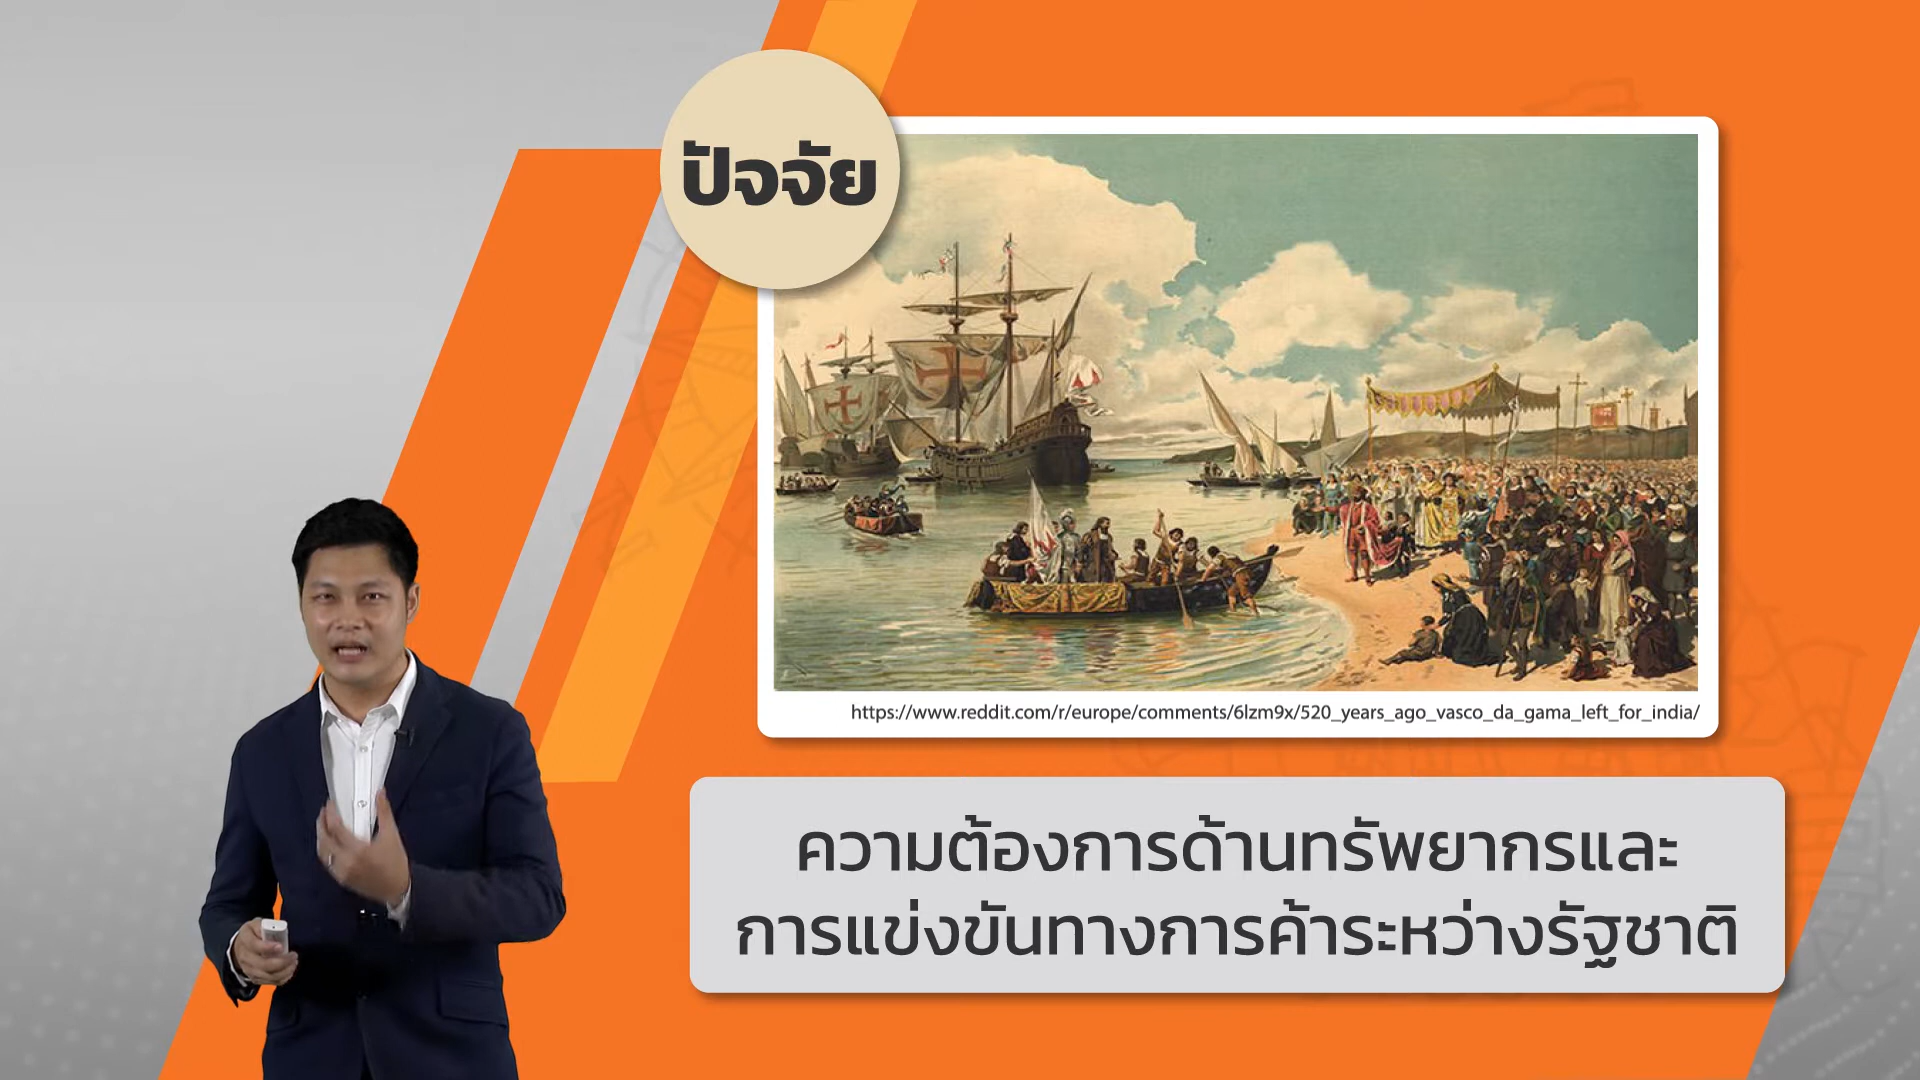 ปัจจัย
https://www.reddit.com/r/europe/comments/6lzm9x/520_years_ago_vasco_da_gama_left_for_india/
ความต้องการด้านทรัพยากรและ
การแข่งขันทางการค้าระหว่างรัฐชาติ